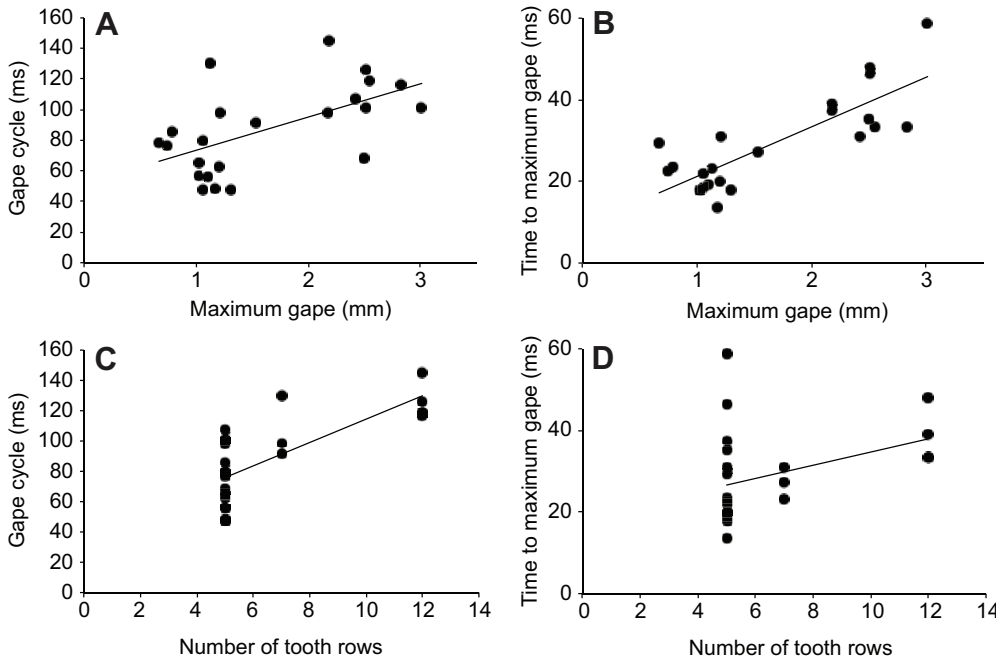 A
Gape cycle (ms)
160
140
120
100
80
60
40
20
0
0 1 2 3
Maximum gape (mm)
B
Time to maximum gape (ms)
60
40
20
0
0 1 2 3
Maximum gape (mm)
C
Gape cycle (ms)
160
140
120
100
80
60
40
20
0
0 2 4 6 8 10 12 14
Number of tooth rows
D
Time to maximum gape (ms)
60
40
20
0
0 2 4 6 8 10 12 14
Number of tooth rows